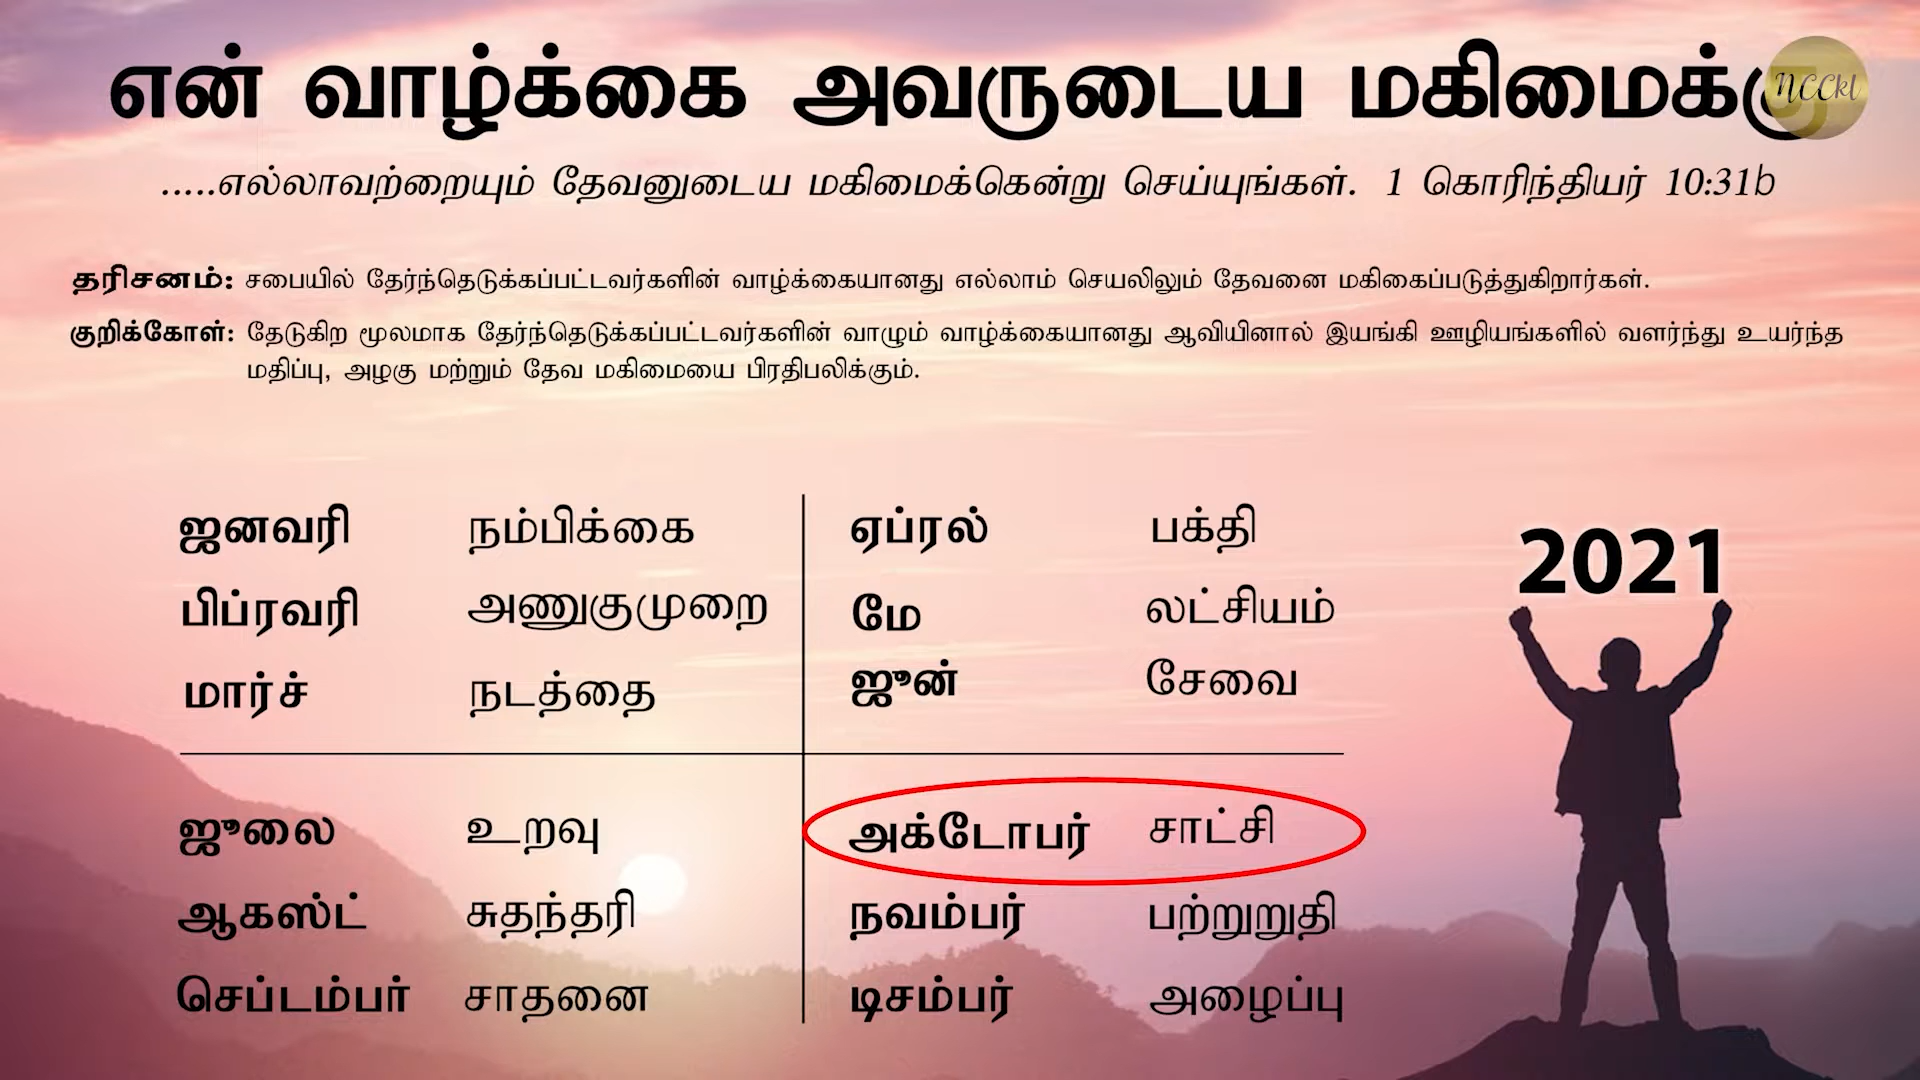 என் வாழ்க்கை அவருடைய மகிமைக்கு
NCCkl
.....எல்லாவற்றையும் தேவனுடைய மகிமைக்கென்று செய்யுங்கள். 1 கொரிந்தியர் 10:31b
தரிசனம்: சபையில் தேர்ந்தெடுக்கப்பட்டவர்களின் வாழ்க்கையானது எல்லாம் செயலிலும் தேவனை மகிகைப்படுத்துகிறார்கள்.
குறிக்கோள்: தேடுகிற மூலமாக தேர்ந்தெடுக்கப்பட்டவர்களின் வாழும் வாழ்க்கையானது ஆவியினால் இயங்கி ஊழியங்களில் வளர்ந்து உயர்ந்த
மதிப்பு, அழகு மற்றும் தேவ மகிமையை பிரதிபலிக்கும்.
ஜனவரி நம்பிக்கை
பிப்ரவரி அணுகுமுறை
மார்ச் நடத்தை
ஏப்ரல் பக்தி
மே லட்சியம்
ஜூன் சேவை
2021
ஜூலை உறவு
ஆகஸ்ட் சுதந்தரி
செப்டம்பர் சாதனை
அக்டோபர் சாட்சி
நவம்பர் பற்றுறுதி
டிசம்பர் அழைப்பு